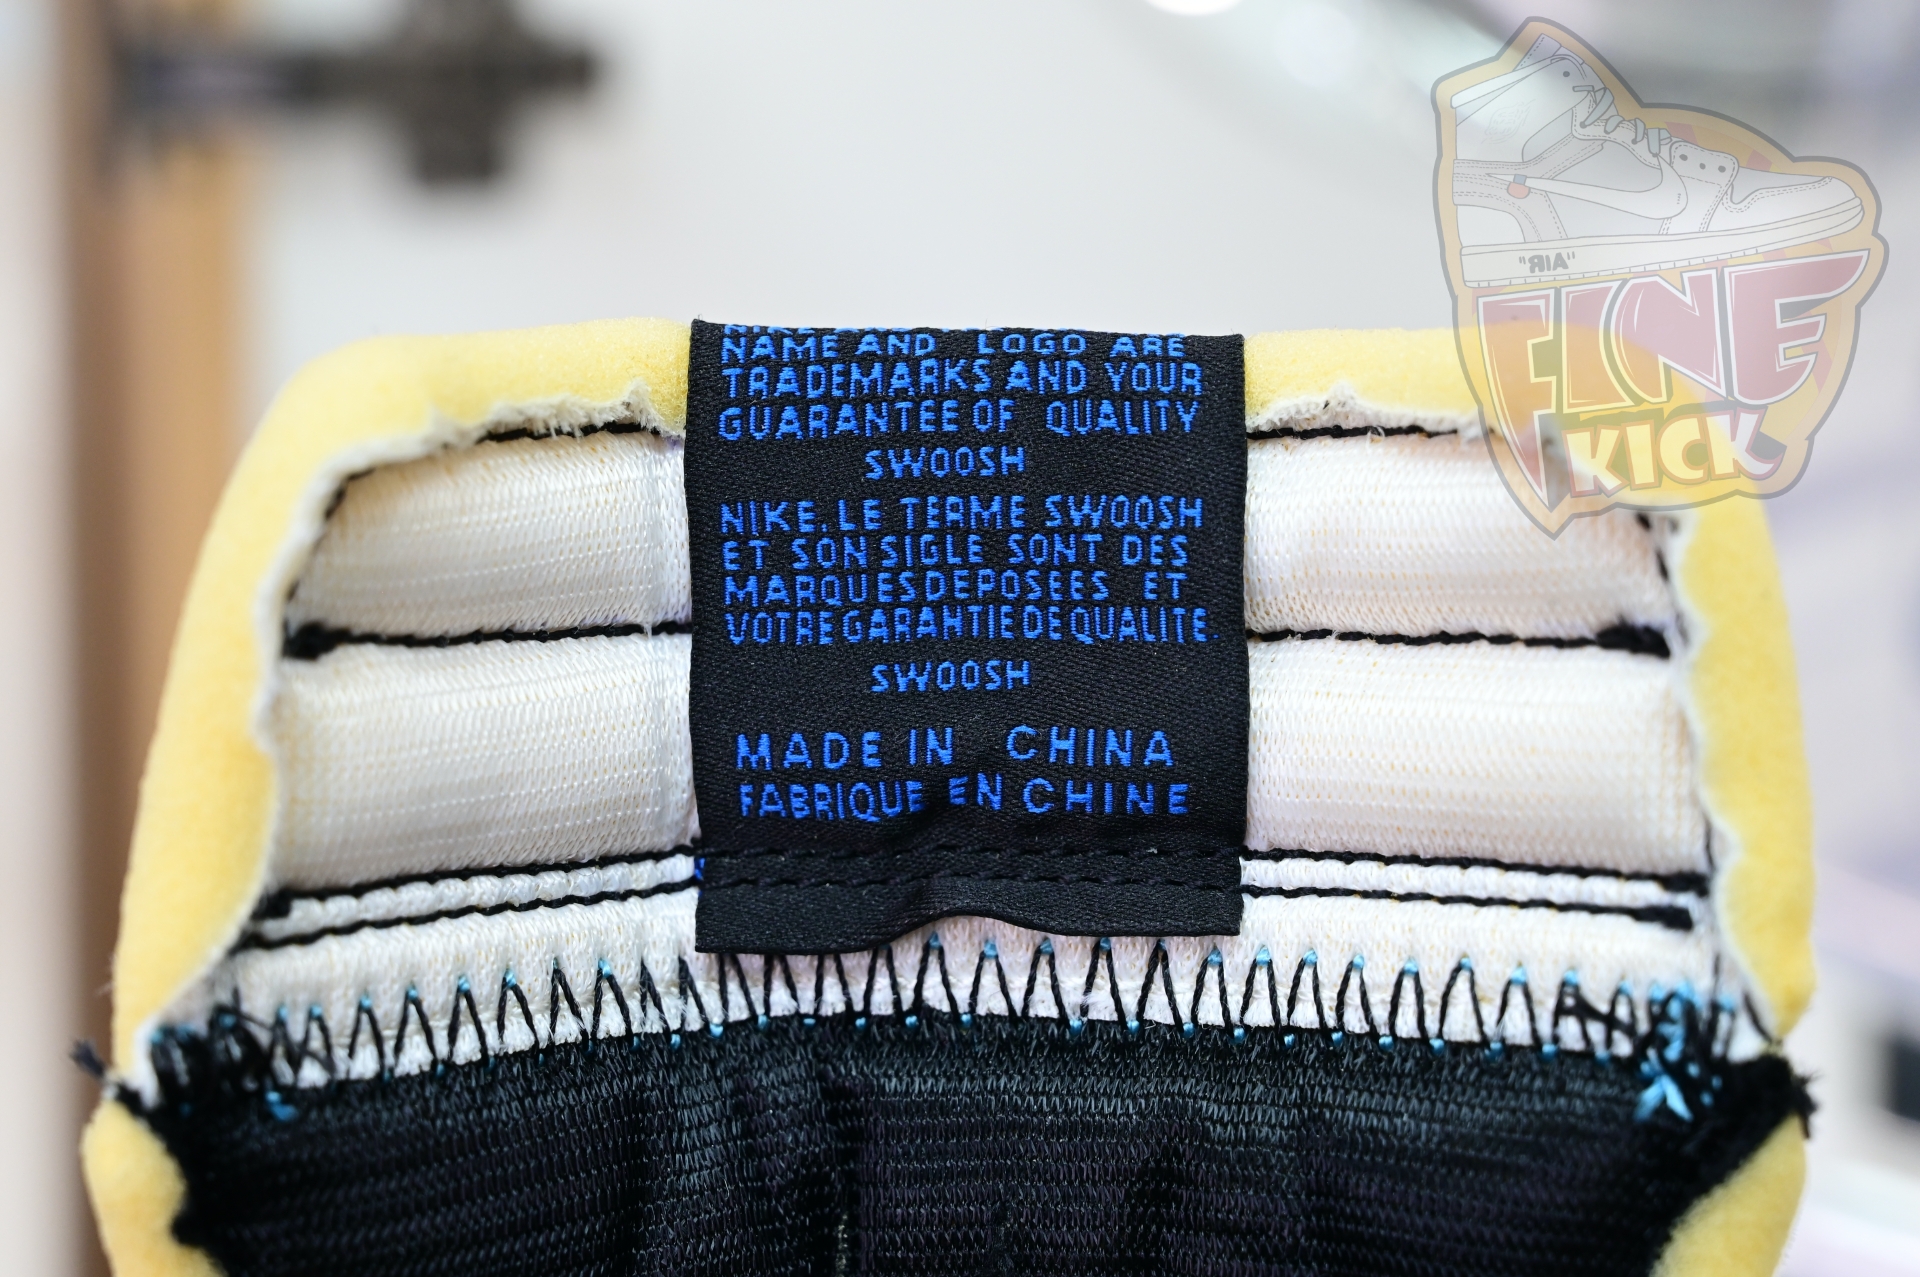 NAME AND LOGO ARE
TRADEMARKS AND YOUR
GUARANTEE OF QUALITY
SWOOSH
NIKE, LE TERME SWOOSH
ET SON SIGLE SONT DES
MARQUES DEPOSEES ET
VOTRE GARANTIE DE QUALITE.
SWOOSH
MADE IN CHINA
FABRIQUE EN CHINE
"AIR"
FINE
KICK